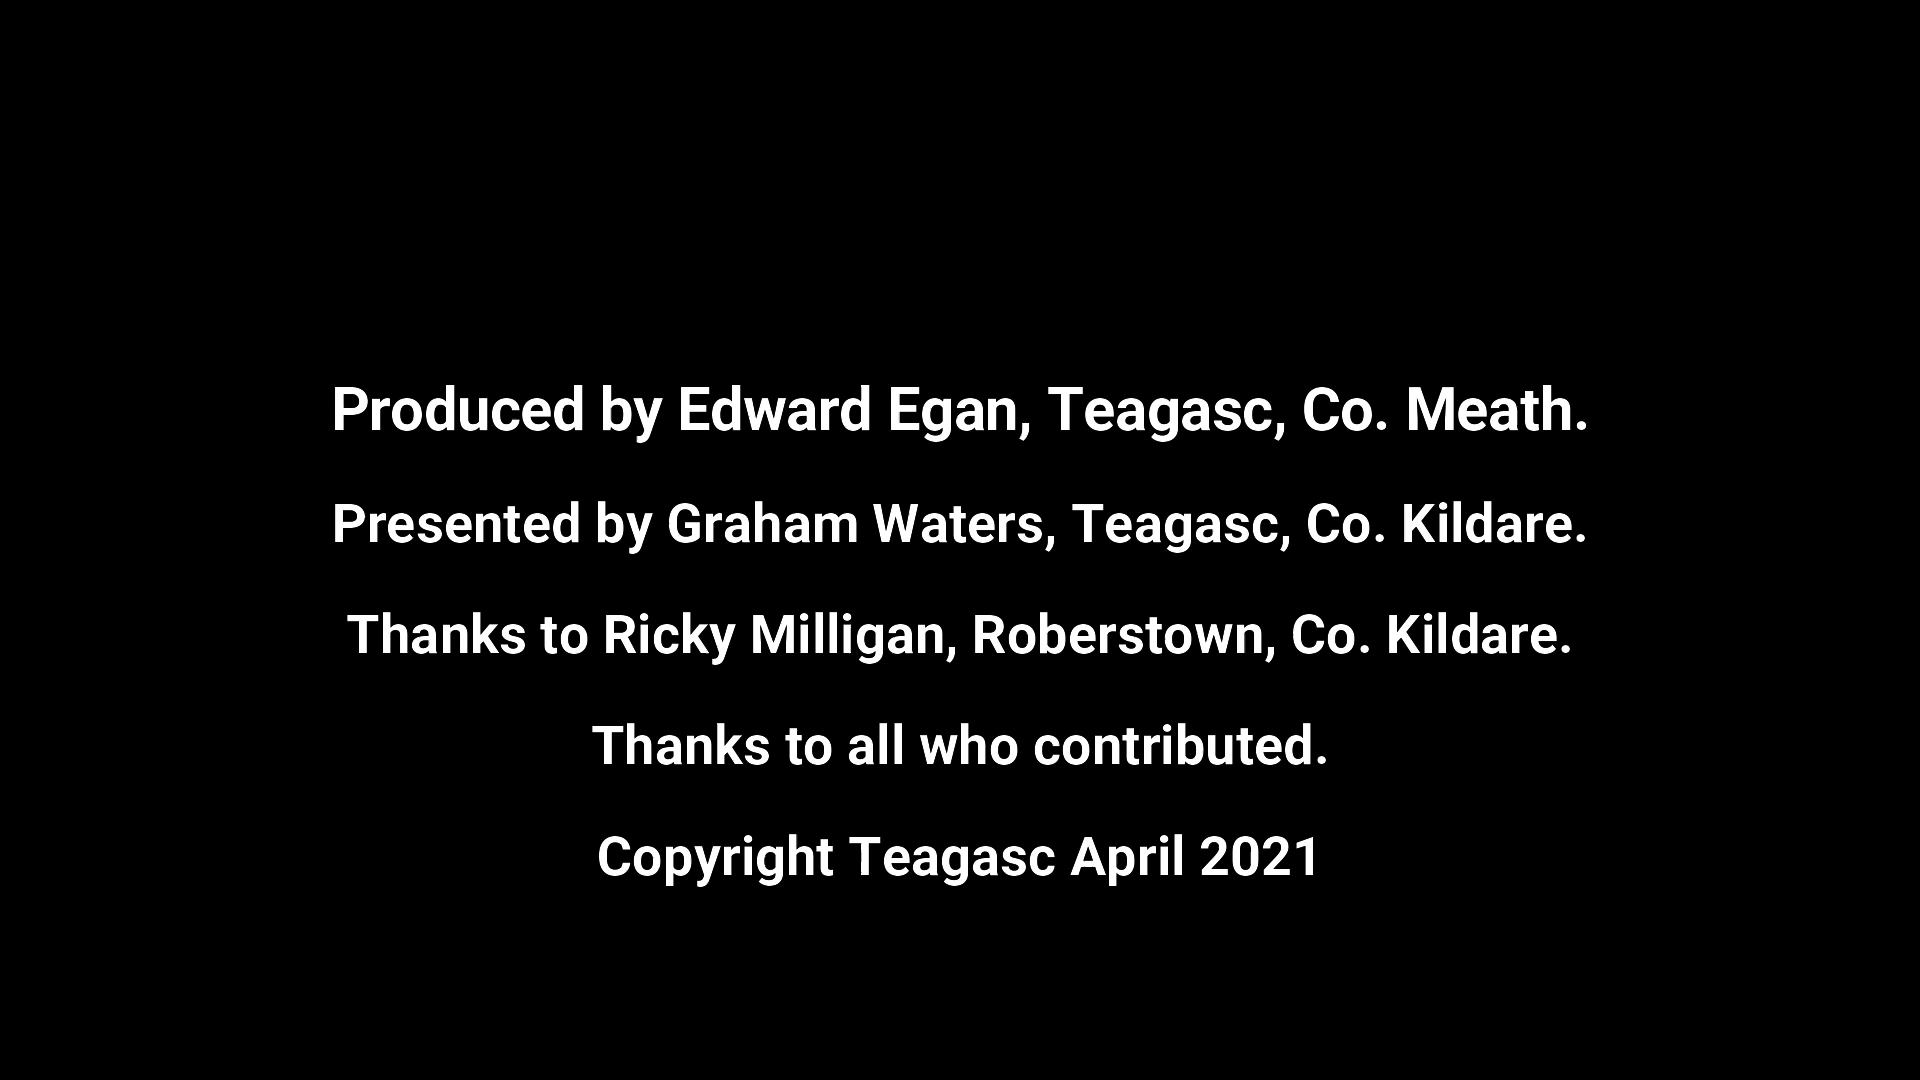 Produced by Edward Egan, Teagasc, Co. Meath.
Presented by Graham Waters, Teagasc, Co. Kildare.
Thanks to Ricky Milligan, Roberstown, Co. Kildare.
Thanks to all who contributed.
Copyright Teagasc April 2021